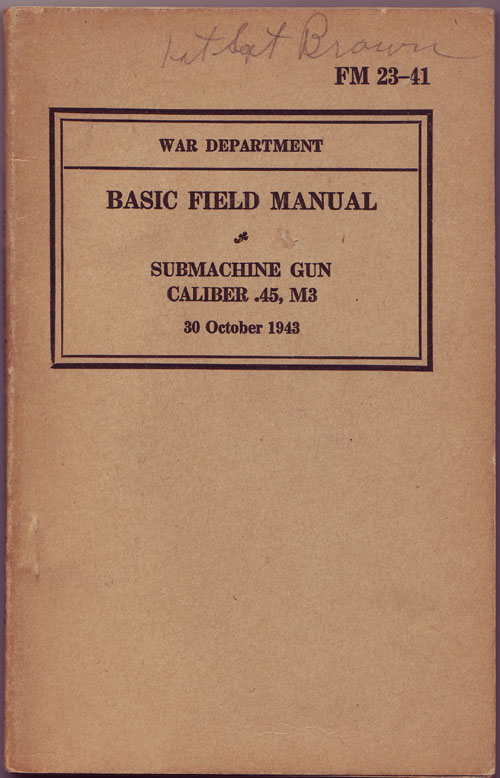 1st Sgt Brown
FM 23–41
WAR DEPARTMENT
BASIC FIELD MANUAL
SUBMACHINE GUN
CALIBER .45, M3
30 October 1943